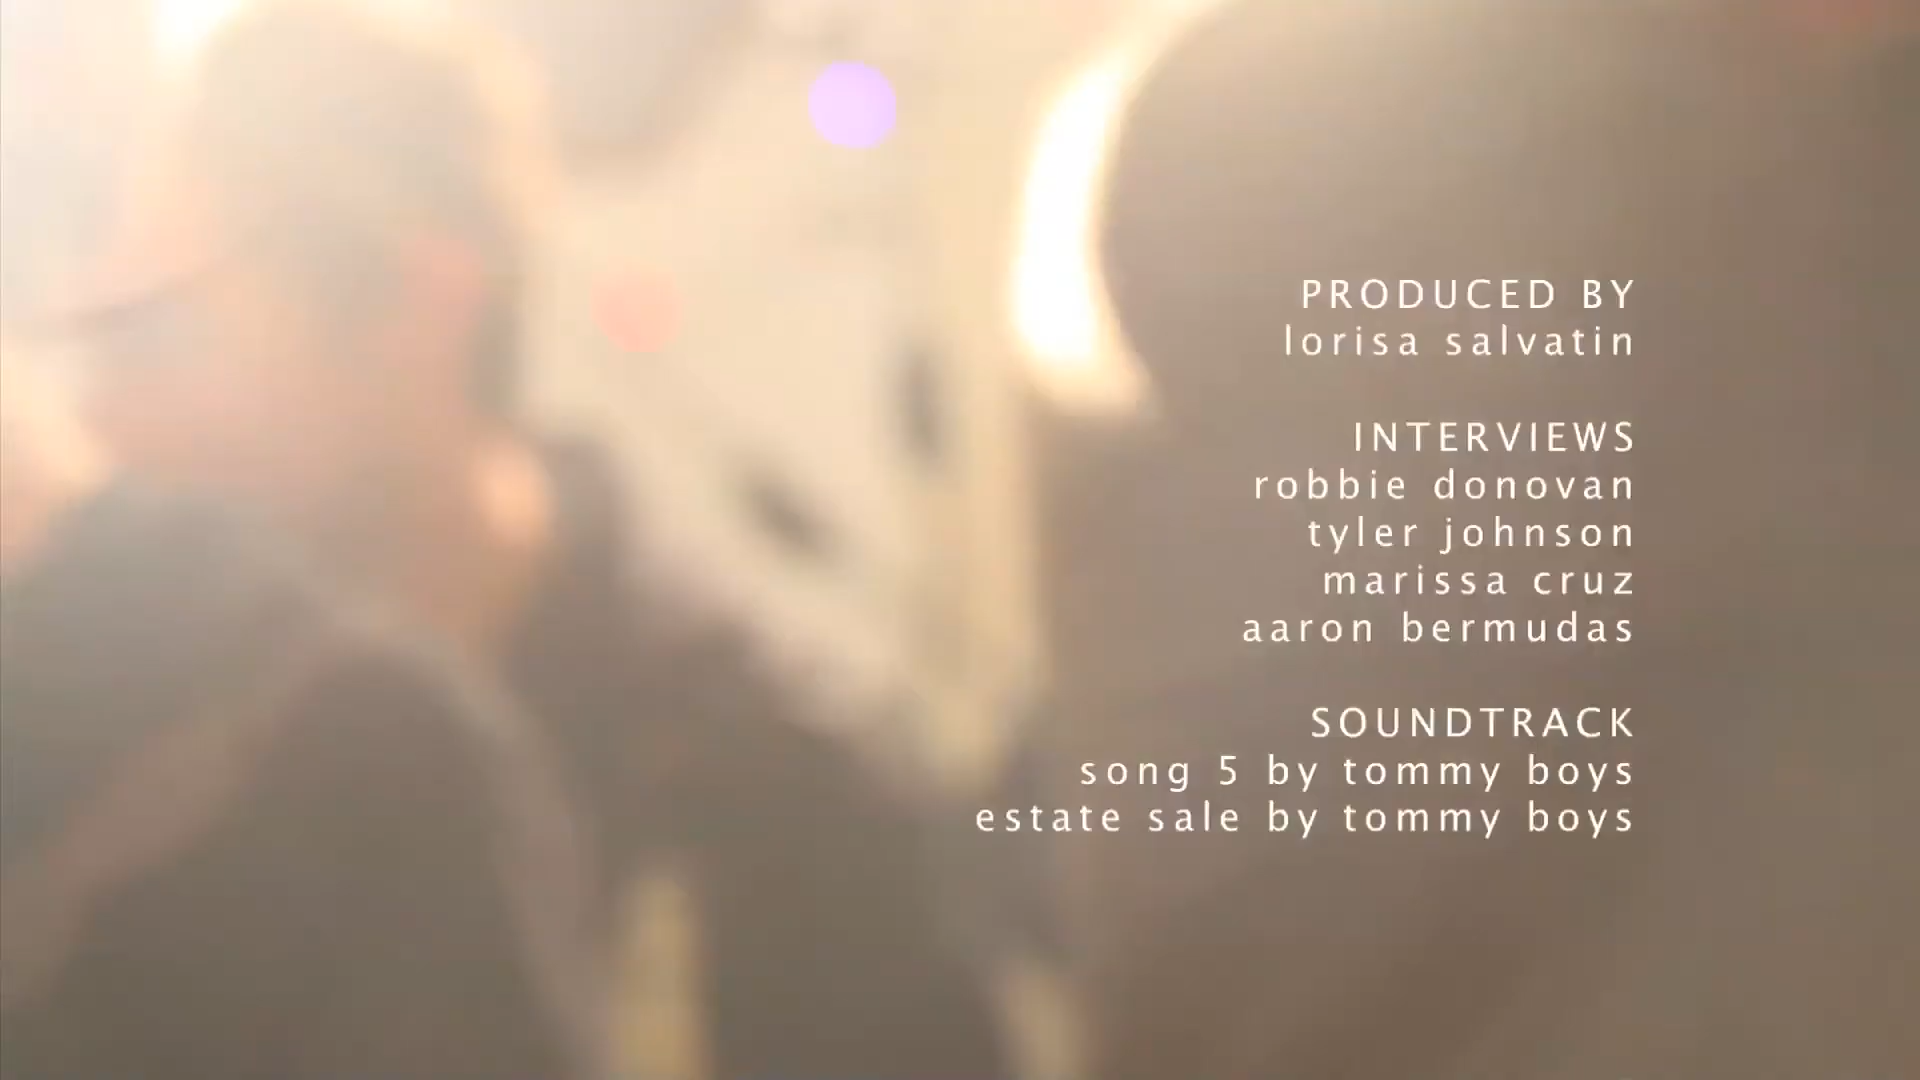 PRODUCED BY
lorisa salvatin
INTERVIEWS
robbie donovan
tyler johnson
marissa cruz
aaron bermudas
SOUNDTRACK
song 5 by tommy boys
estate sale by tommy boys